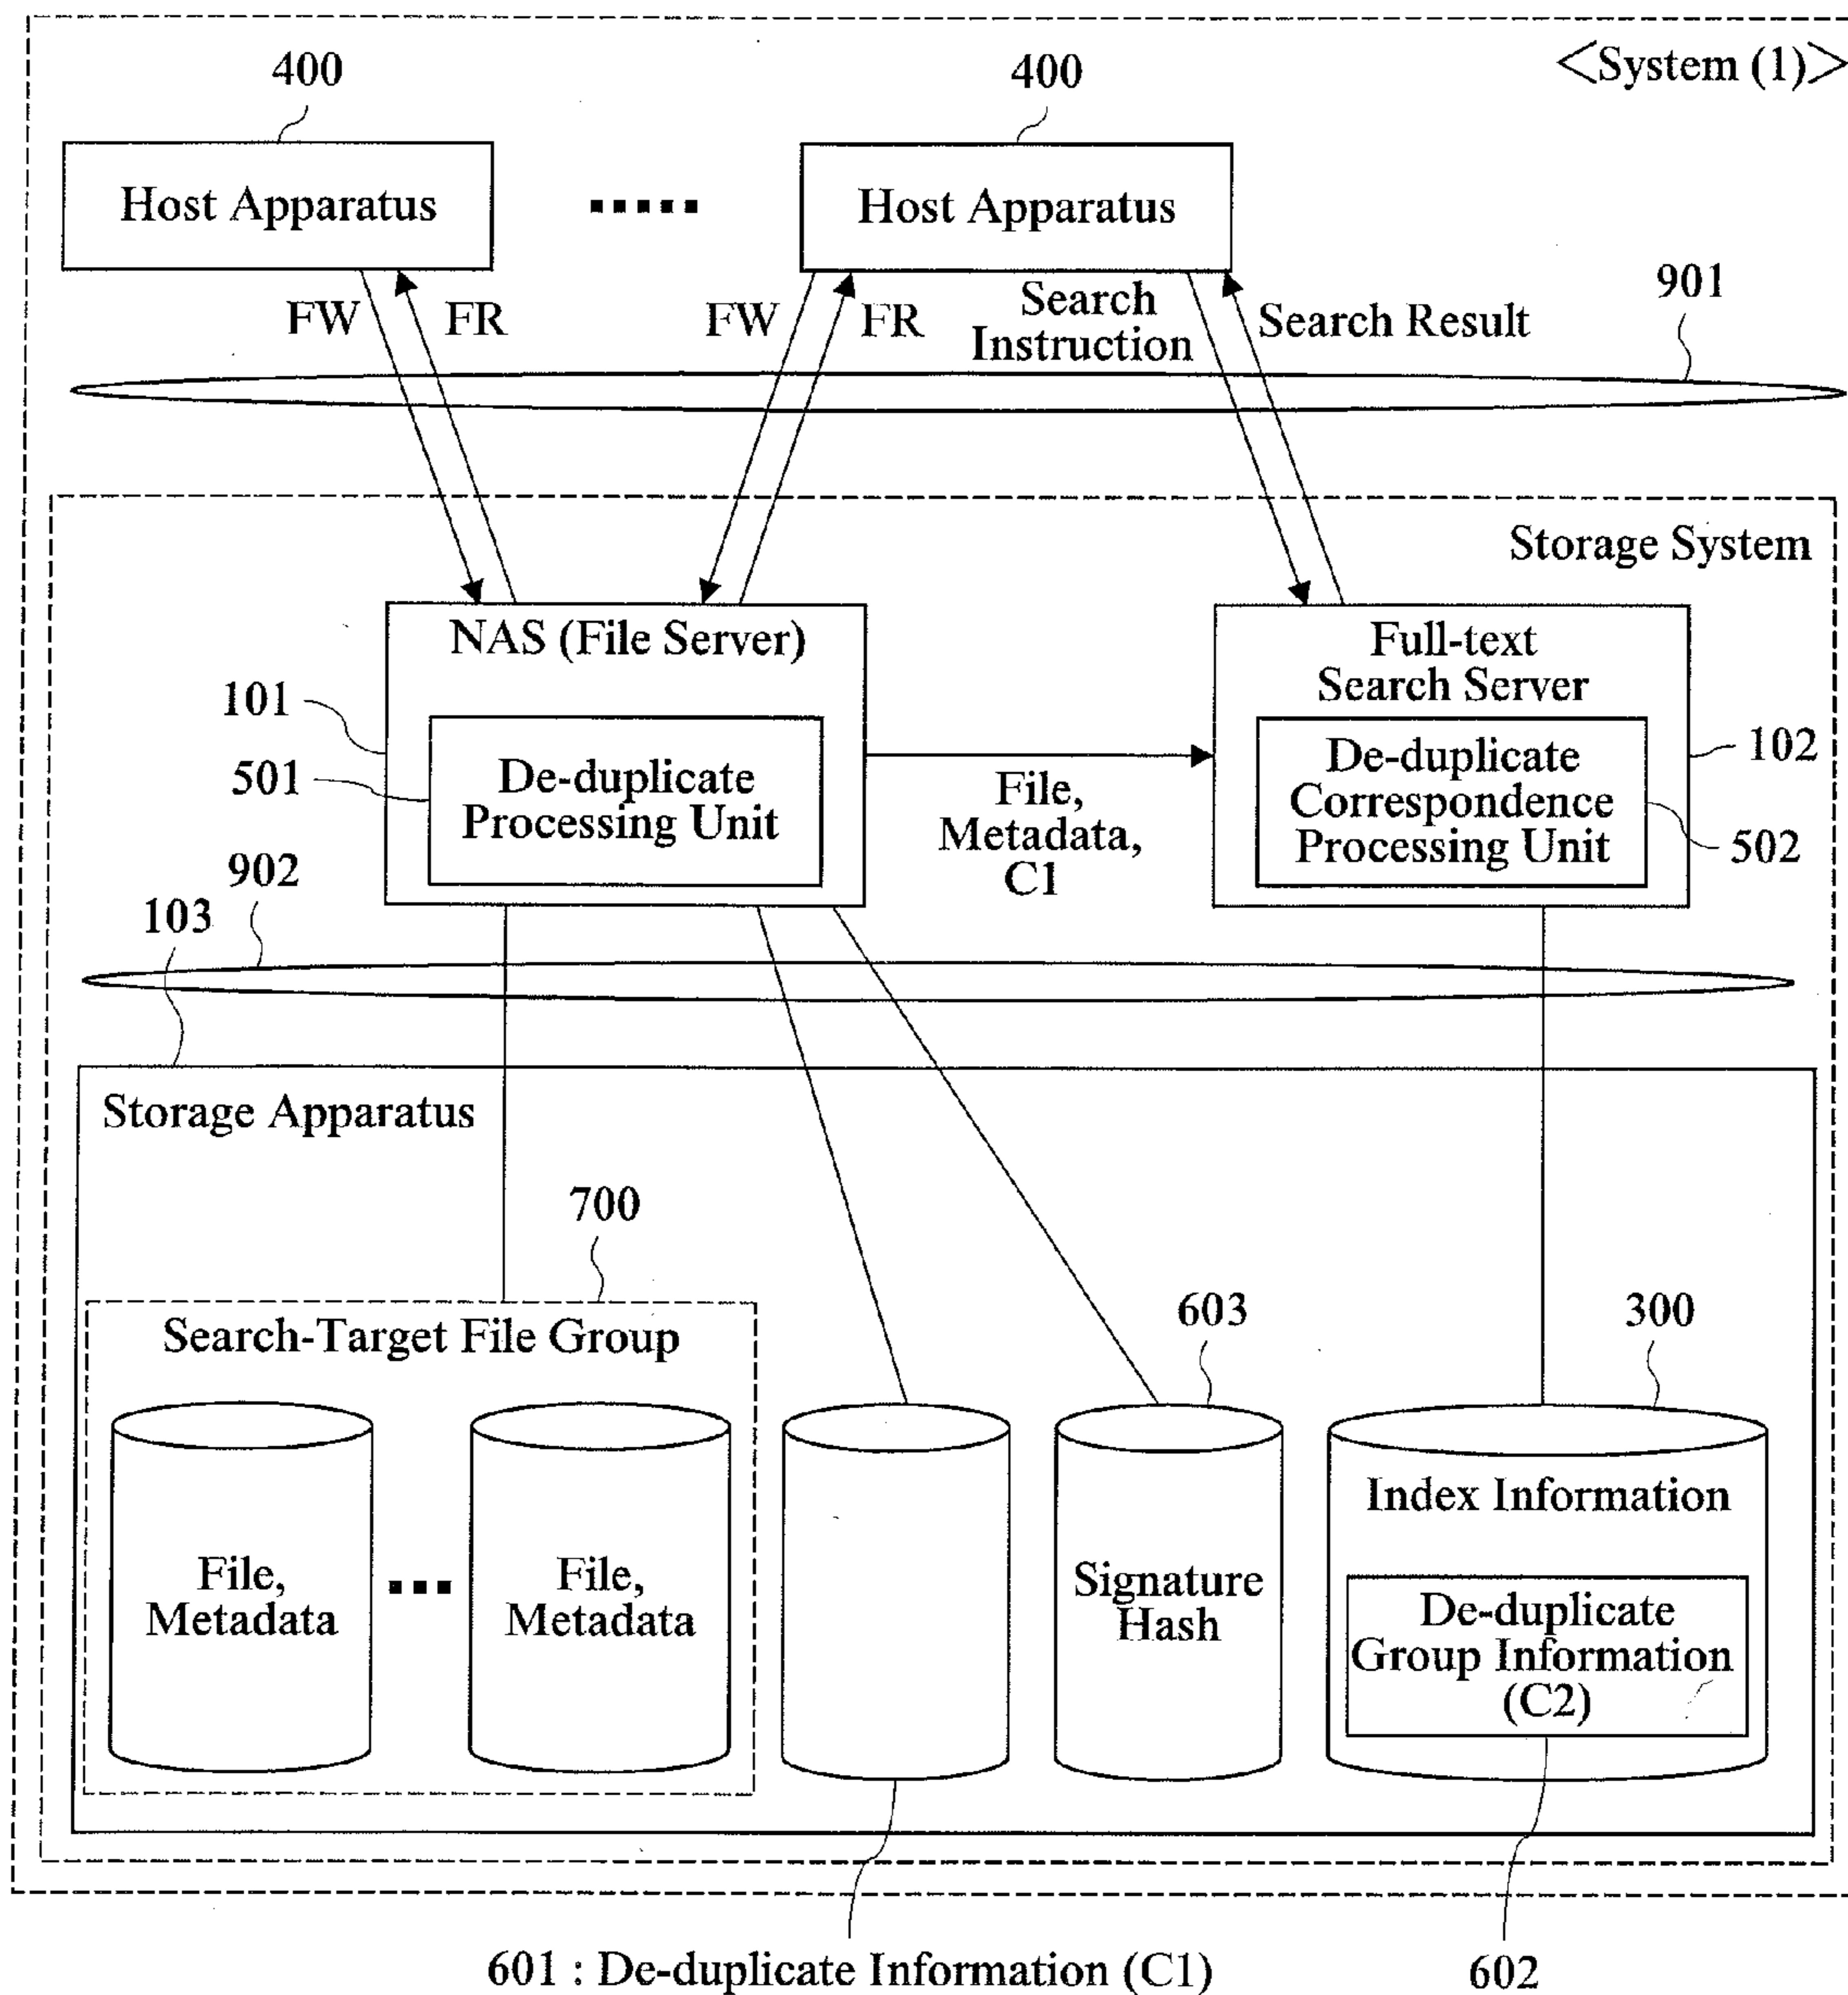 <System (1)>
400
400
Host Apparatus
.....
Host Apparatus
FW
FR
FW
FR
Search
Instruction
Search Result
901
Storage System
NAS (File Server)
101
De-duplicate
Processing Unit
501
File,
Metadata,
C1
Full-text
Search Server
De-duplicate
Correspondence
Processing Unit
102
502
902
103
Storage Apparatus
700
Search-Target File Group
File,
Metadata
...
File,
Metadata
603
Signature
Hash
300
Index Information
De-duplicate
Group Information
(C2)
601 : De-duplicate Information (C1)
602